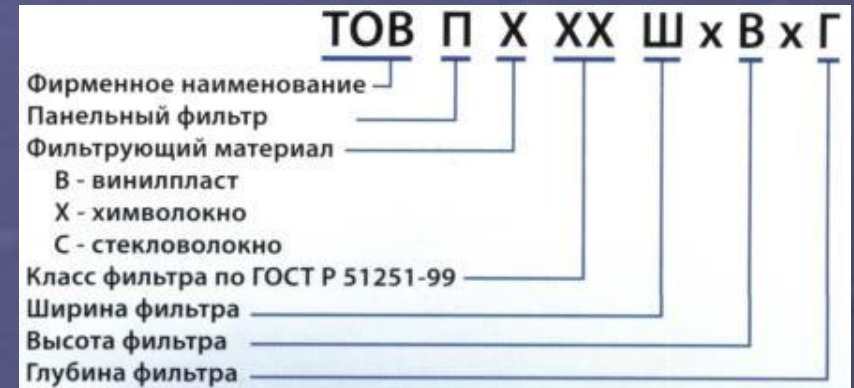 ТОВ П Х ХХ Ш х В х Г
Фирменное наименование
Панельный фильтр
Фильтрующий материал
В - винилпласт
Х - химволокно
С - стекловолокно
Класс фильтра по ГОСТ Р 51251-99
Ширина фильтра
Высота фильтра
Глубина фильтра